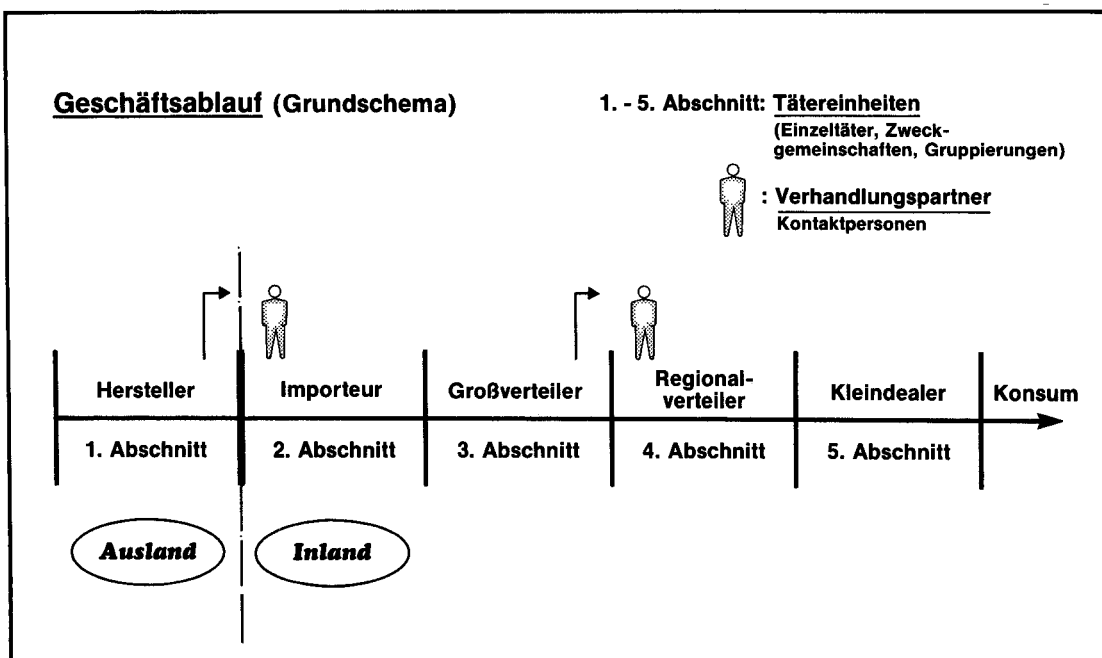 Geschäftsablauf (Grundschema)
1. - 5. Abschnitt: Tätereinheiten
(Einzeltäter, Zweck-
gemeinschaften, Gruppierungen)
: Verhandlungspartner
Kontaktpersonen
Hersteller
Importeur
Großverteiler
Regional-
verteiler
Kleindealer
Konsum
1. Abschnitt
2. Abschnitt
3. Abschnitt
4. Abschnitt
5. Abschnitt
Ausland
Inland